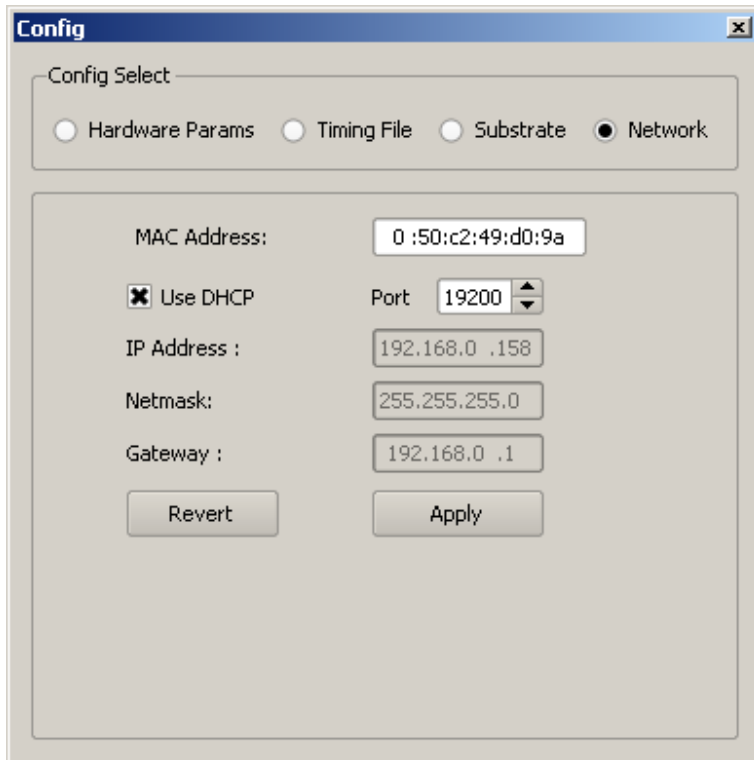 Config
Config Select
Hardware Params Timing File Substrate Network
MAC Address: 0 :50:c2:49:d0:9a
Use DHCP Port 19200
IP Address : 192.168.0 .158
Netmask: 255.255.255.0
Gateway : 192.168.0 .1
Revert Apply